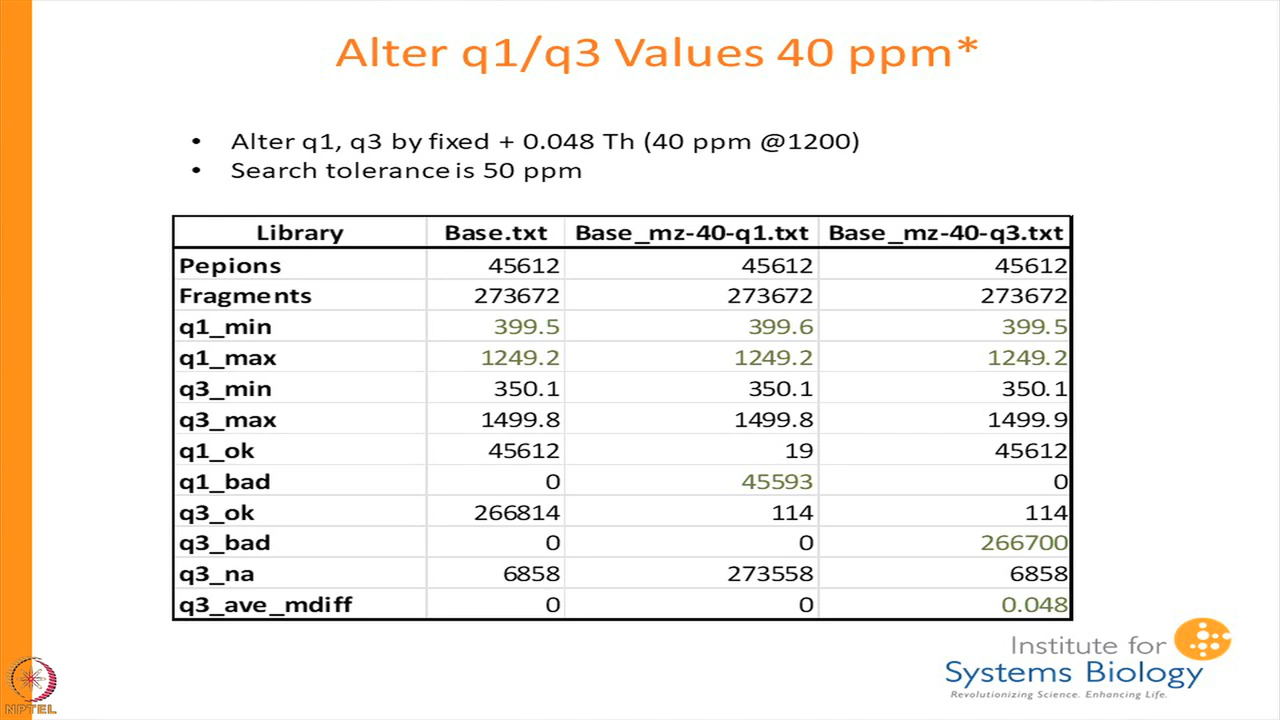 Alter q1/q3 Values 40 ppm*
• Alter q1, q3 by fixed + 0.048 Th (40 ppm @1200)
• Search tolerance is 50 ppm
Library Base.txt Base_mz-40-q1.txt Base_mz-40-q3.txt
Pepions 45612 45612 45612
Fragments 273672 273672 273672
q1_min 399.5 399.6 399.5
q1_max 1249.2 1249.2 1249.2
q3_min 350.1 350.1 350.1
q3_max 1499.8 1499.8 1499.9
q1_ok 45612 19 45612
q1_bad 0 45593 0
q3_ok 266814 114 114
q3_bad 0 0 266700
q3_na 6858 273558 6858
q3_ave_mdiff 0 0 0.048
Institute for
Systems Biology
Revolutionizing Science. Enhancing Life.
NPTEL